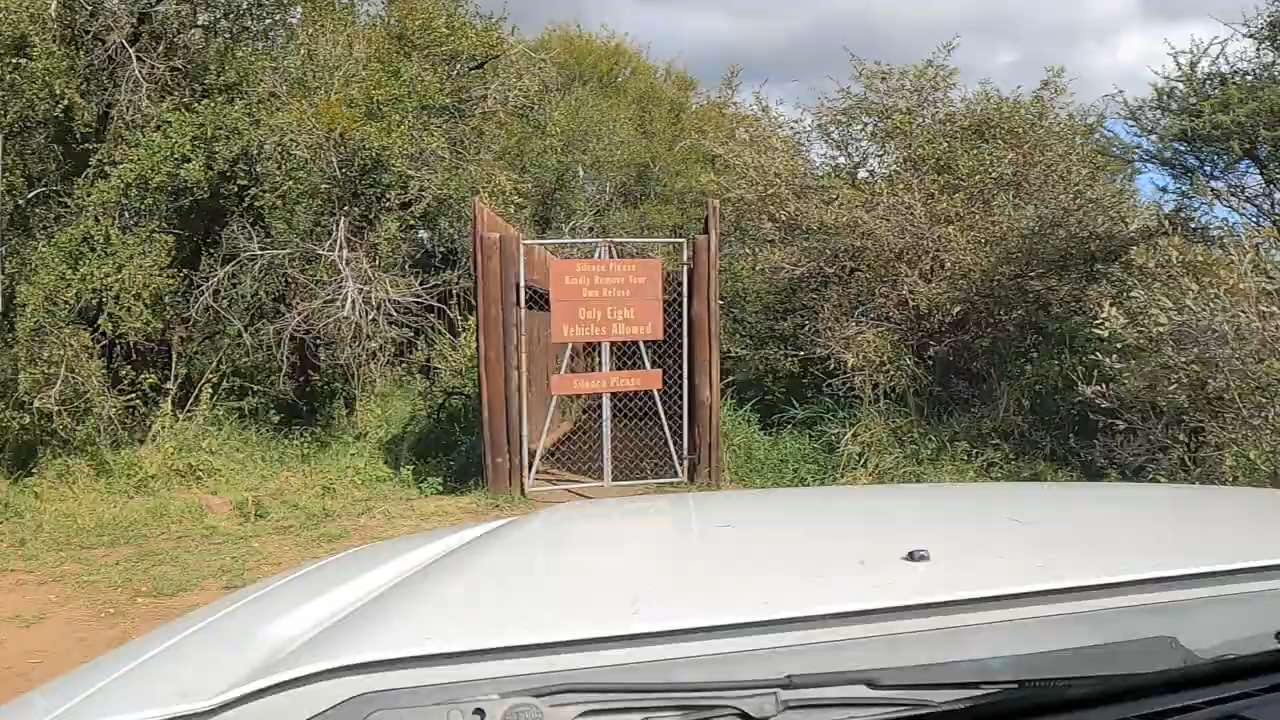 Silence Please
Kindly Remove Your
Own Refuse
Only Eight
Vehicles Allowed
Silence Please